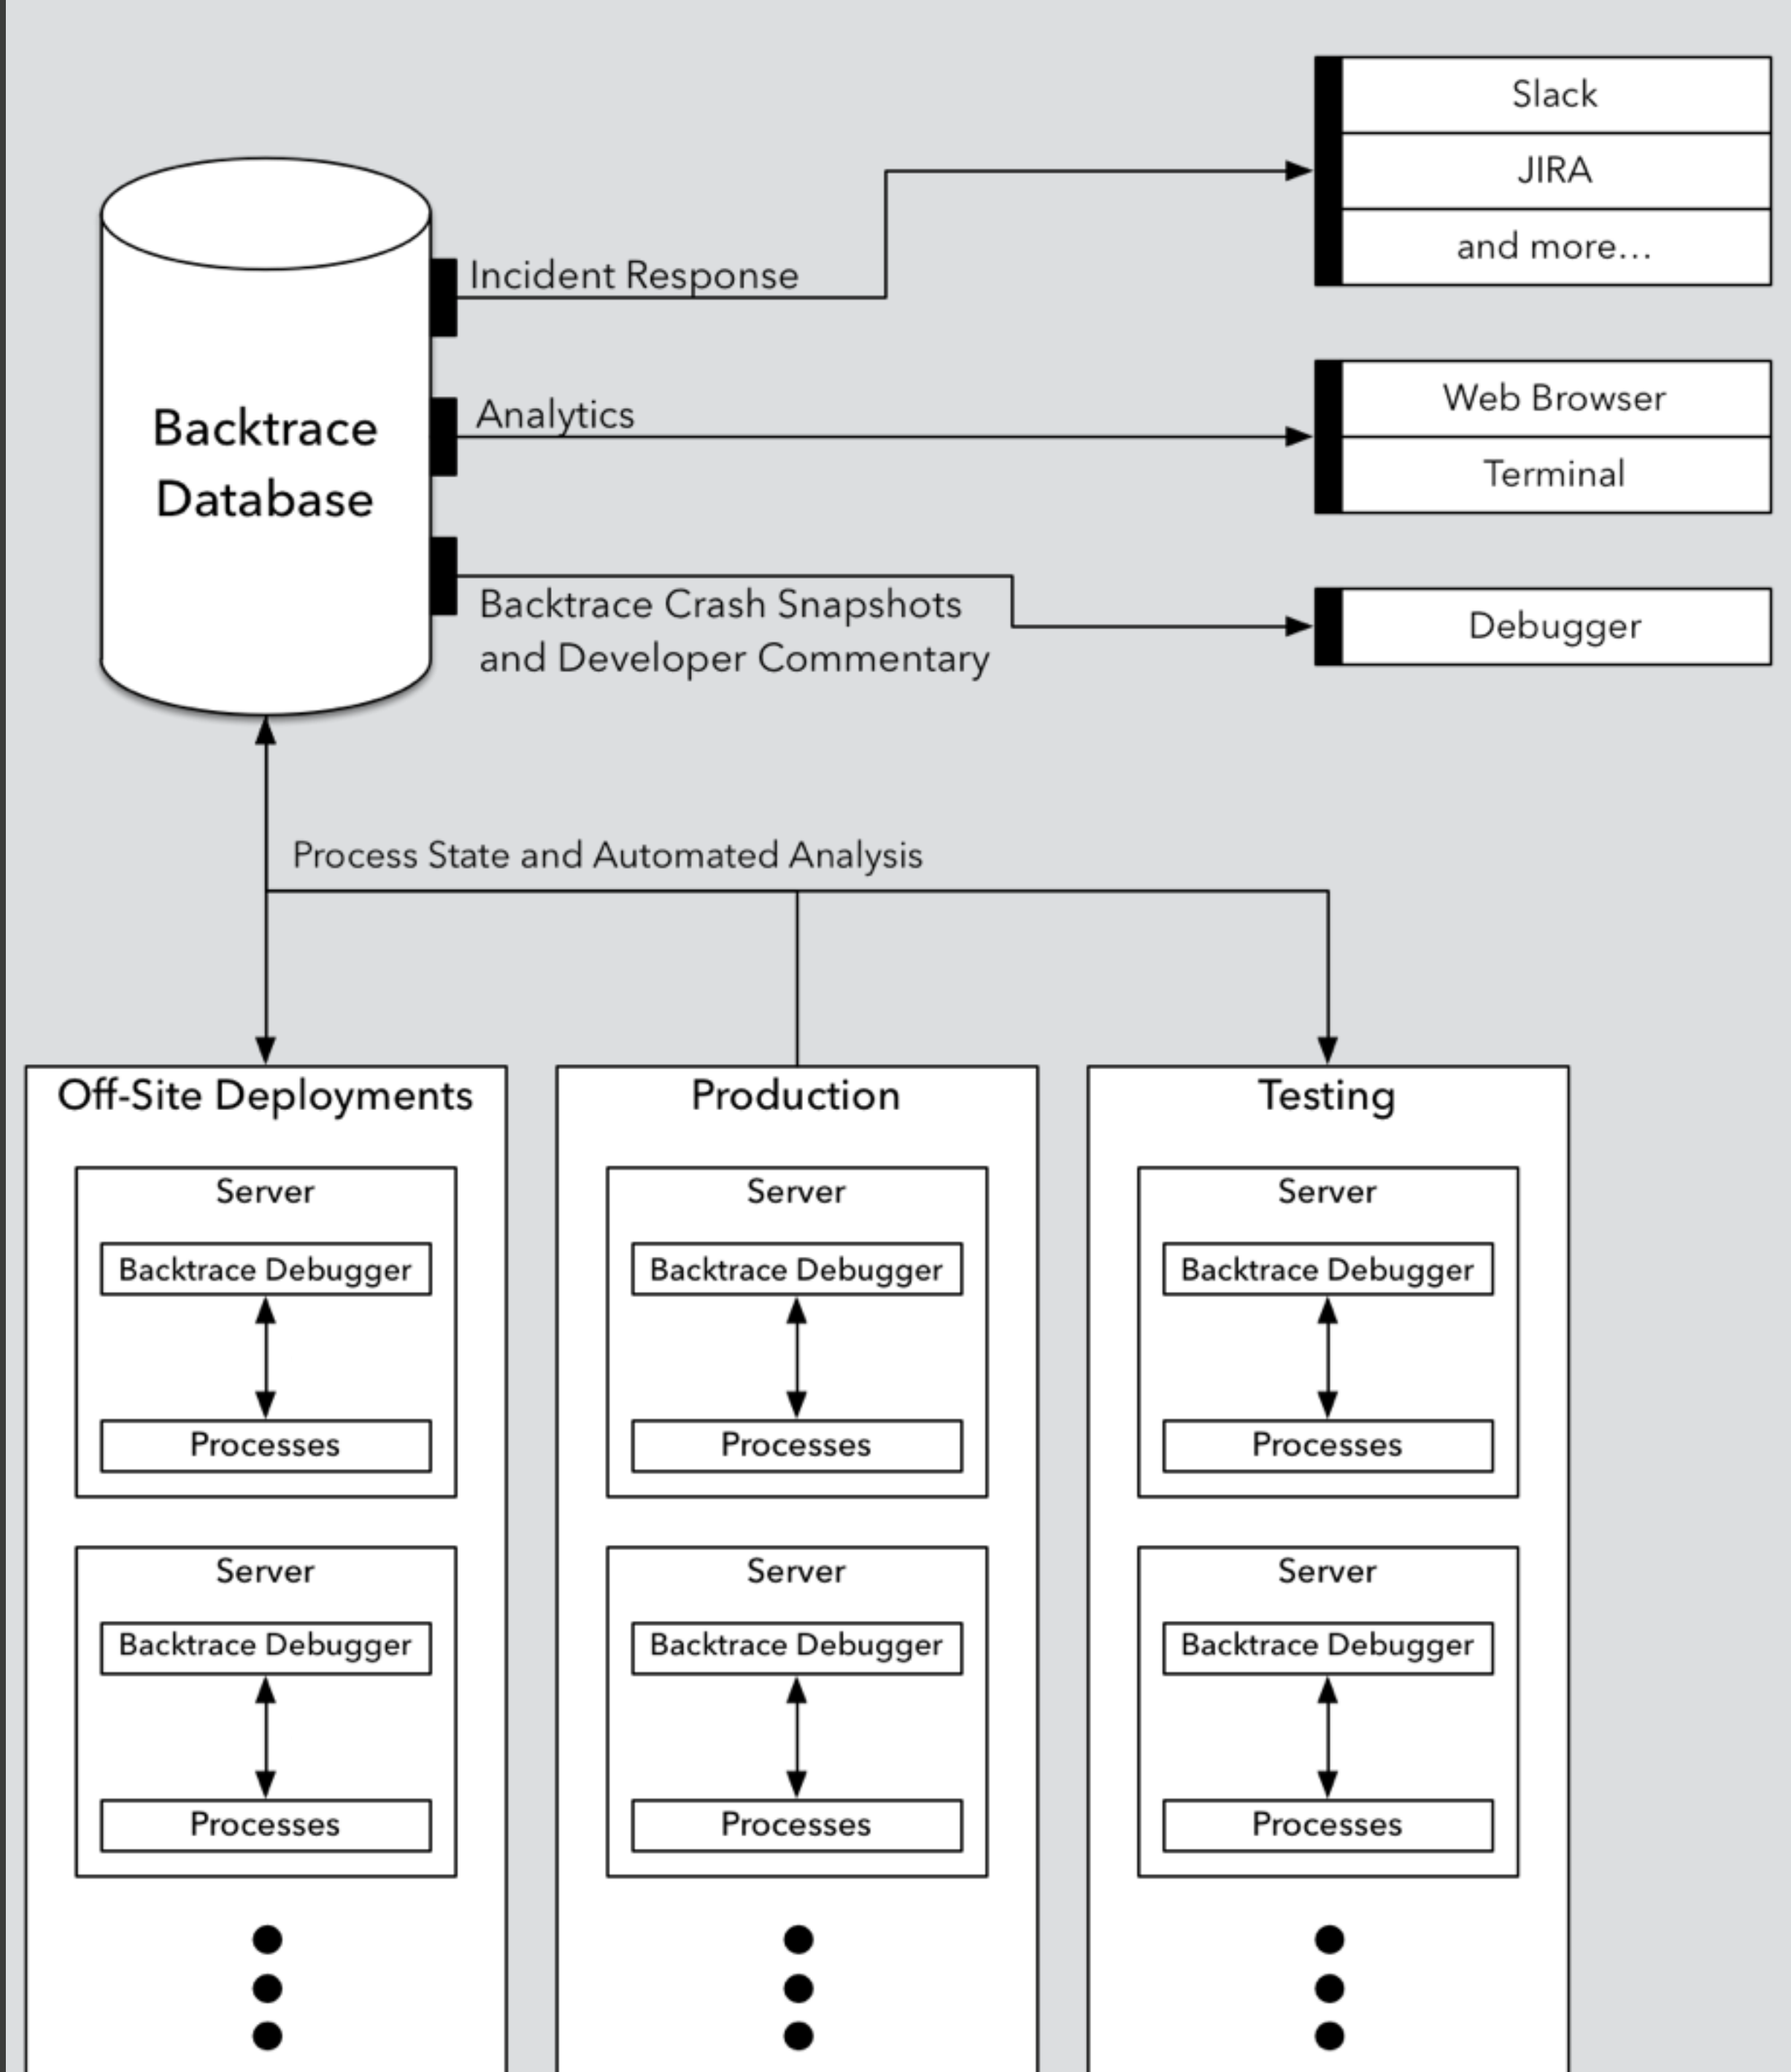 Slack
JIRA
and more…
Incident Response
Web Browser
Analytics
Terminal
Backtrace
Database
Backtrace Crash Snapshots
and Developer Commentary
Debugger
Process State and Automated Analysis
Off-Site Deployments
Server
Backtrace Debugger
Processes
Server
Backtrace Debugger
Processes
Production
Server
Backtrace Debugger
Processes
Server
Backtrace Debugger
Processes
Testing
Server
Backtrace Debugger
Processes
Server
Backtrace Debugger
Processes